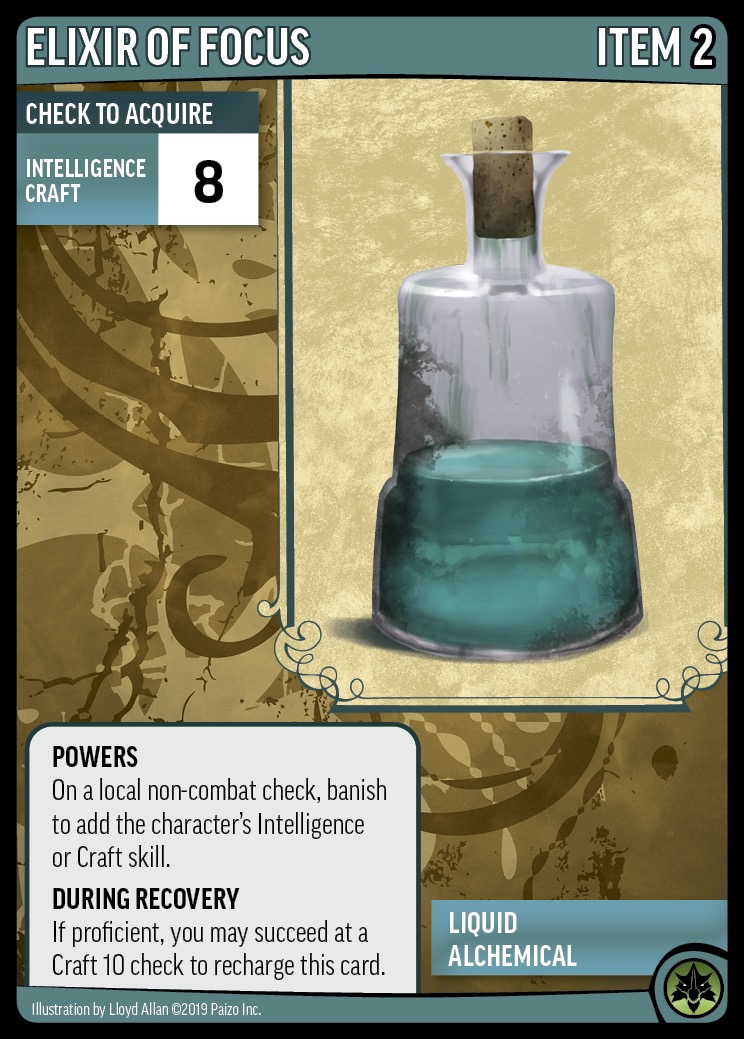 ELIXIR OF FOCUS
ITEM 2
CHECK TO ACQUIRE
INTELLIGENCE
CRAFT
8
POWERS
On a local non-combat check, banish
to add the character's Intelligence
or Craft skill.
DURING RECOVERY
If proficient, you may succeed at a
Craft 10 check to recharge this card.
LIQUID
ALCHEMICAL
Illustration by Lloyd Allan ©2019 Paizo Inc.